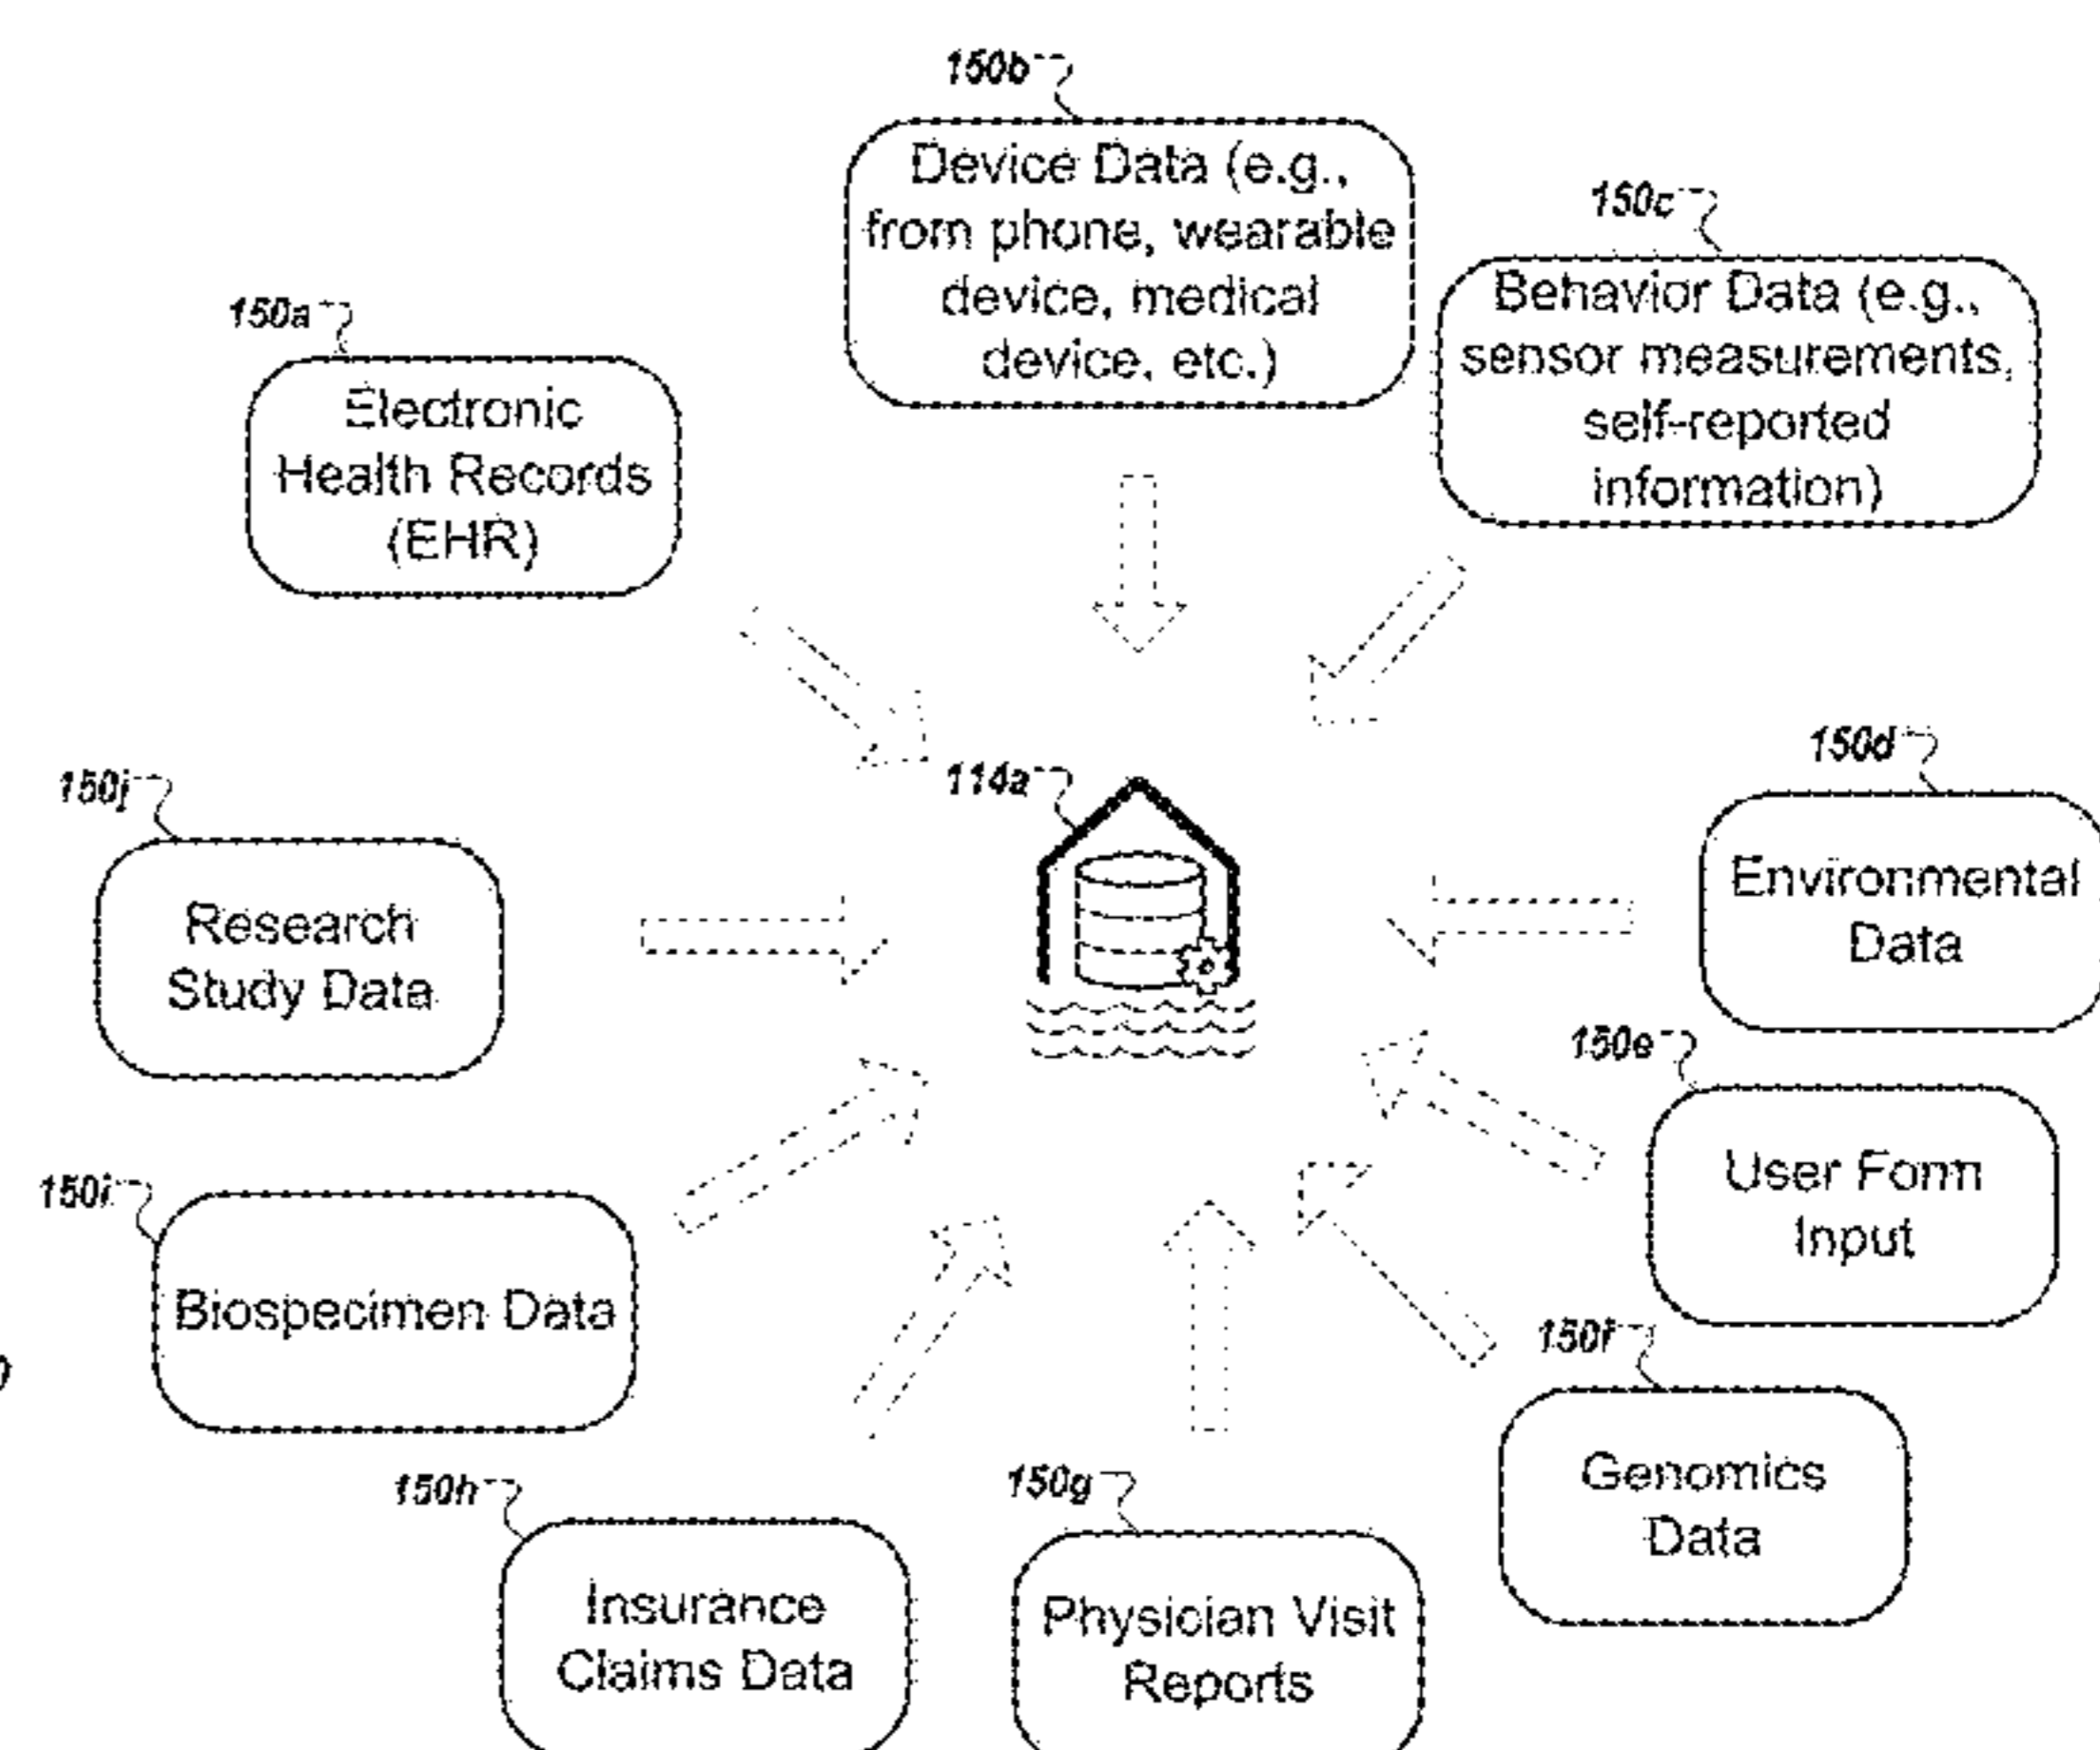 150b
Device Data (e.g.,
from phone, wearable
device, medical
device, etc.)
150c
Behavior Data (e.g.,
sensor measurements,
self-reported
information)
150a
Electronic
Health Records
(EHR)
150j
Research
Study Data
114a
150d
Environmental
Data
150e
User Form
Input
150i
Biospecimen Data
150f
Genomics
Data
150h
Insurance
Claims Data
150g
Physician Visit
Reports